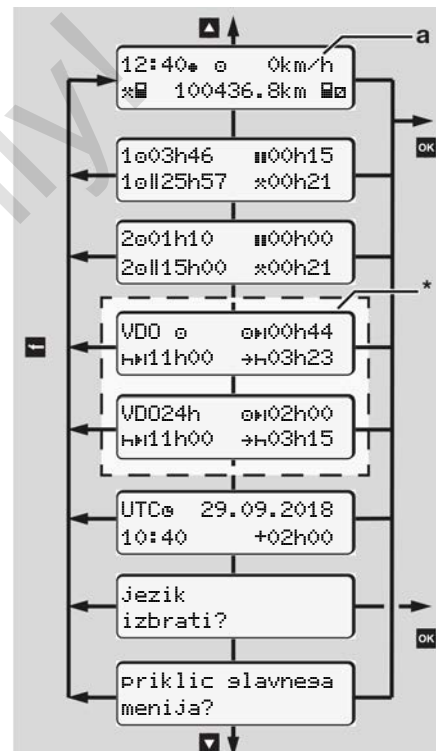 a
12:40 0km/h
100436.8km
OK
1 03h46 00h15
1 25h57 00h21
2 01h10 00h00
2 15h00 00h21
*
VDO 00h44
11h00 03h23
VDO24h 02h00
11h00 03h15
UTC 29.09.2018
10:40 +02h00
jezik
izbrati?
OK
priklic glavnega
menija?